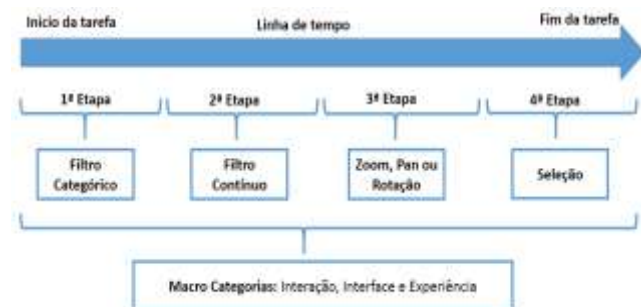 Inicio da tarefa
Linha de tempo
Fim da tarefa
1ª Etapa
2ª Etapa
3ª Etapa
4ª Etapa
Filtro
Categórico
Filtro
Contínuo
Zoom, Pan ou
Rotação
Seleção
Macro Categorias: Interação, Interface e Experiência